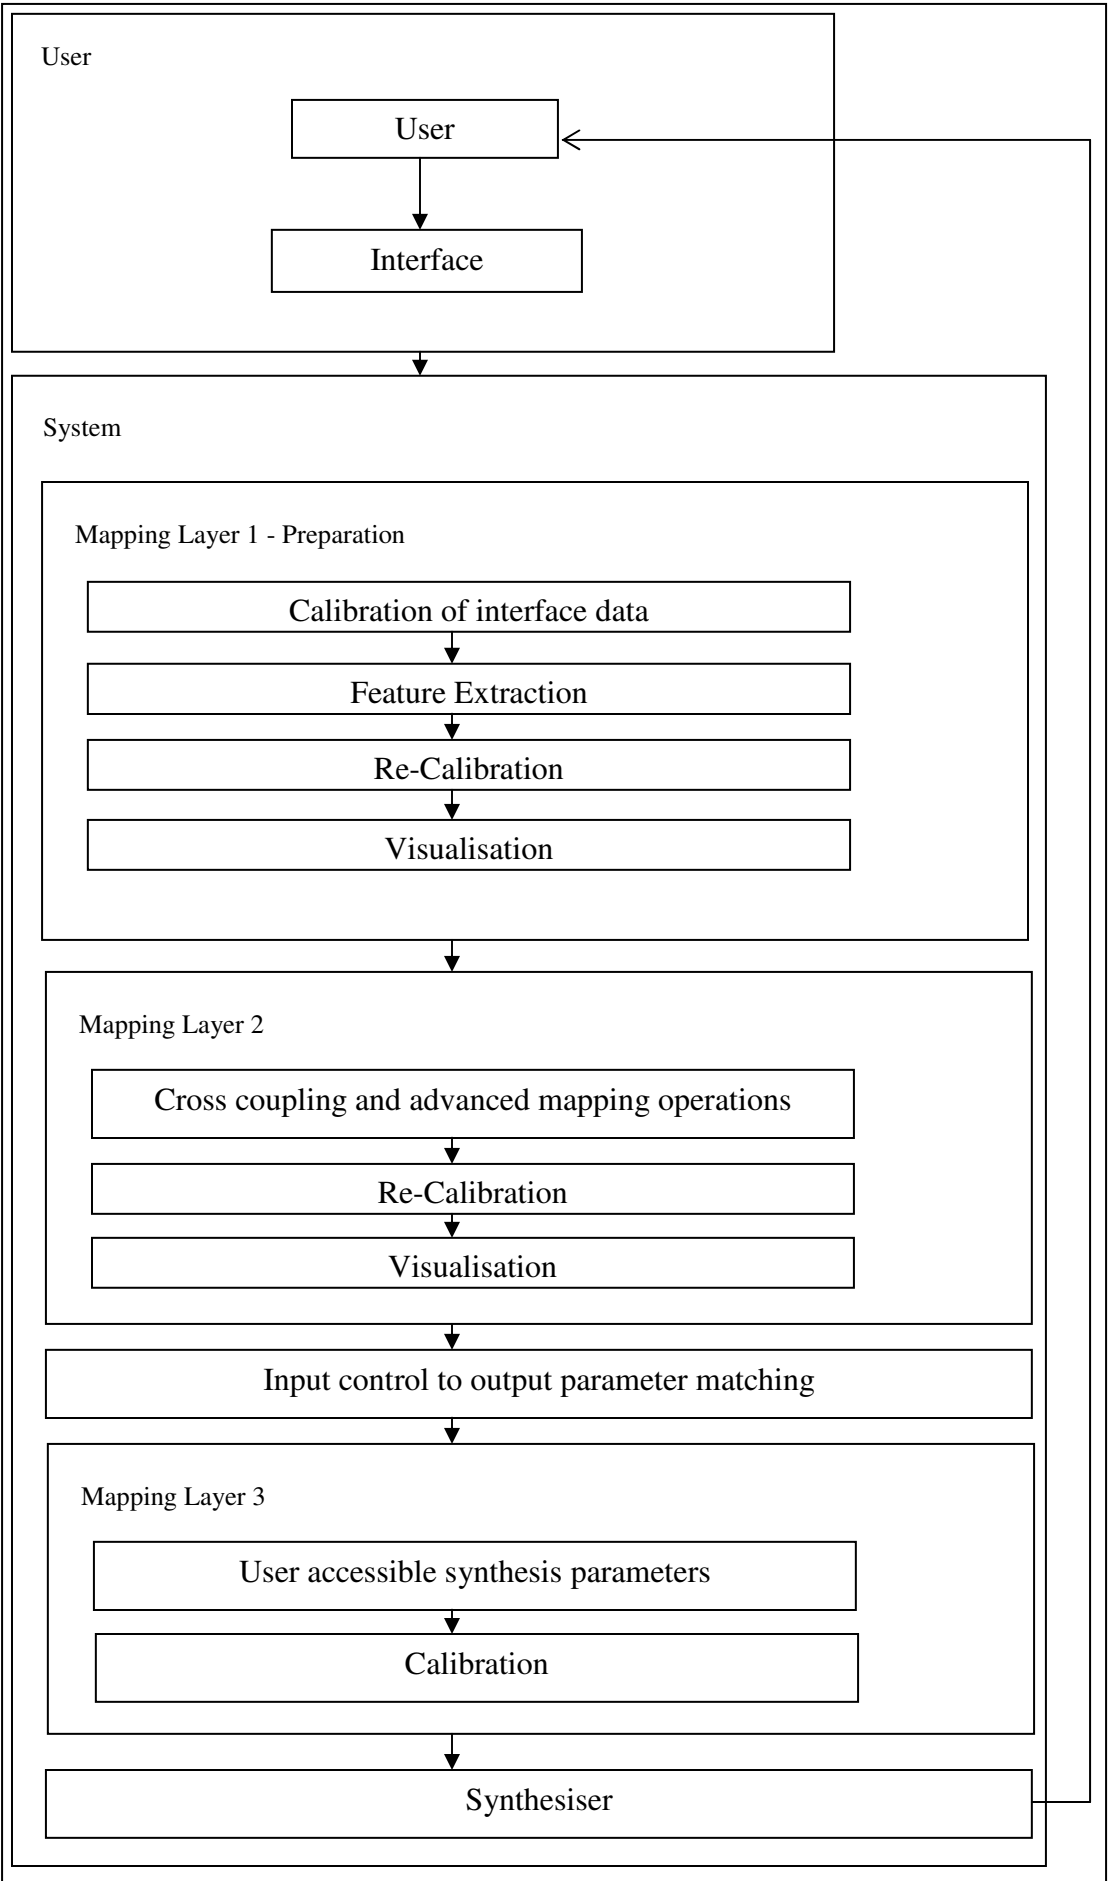 User
User
Interface
System
Mapping Layer 1 - Preparation
Calibration of interface data
Feature Extraction
Re-Calibration
Visualisation
Mapping Layer 2
Cross coupling and advanced mapping operations
Re-Calibration
Visualisation
Input control to output parameter matching
Mapping Layer 3
User accessible synthesis parameters
Calibration
Synthesiser